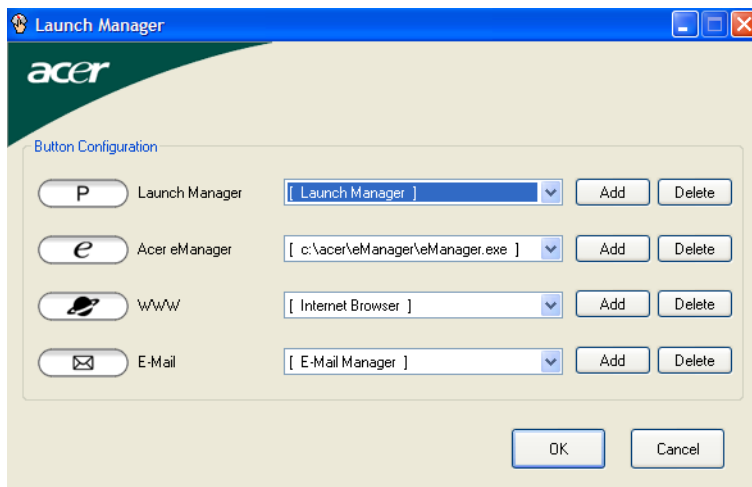 Launch Manager
acer
Button Configuration
P Launch Manager [ Launch Manager ] Add Delete
e Acer eManager [ c:\acer\eManager\eManager.exe ] Add Delete
WWW [ Internet Browser ] Add Delete
E-Mail [ E-Mail Manager ] Add Delete
OK Cancel